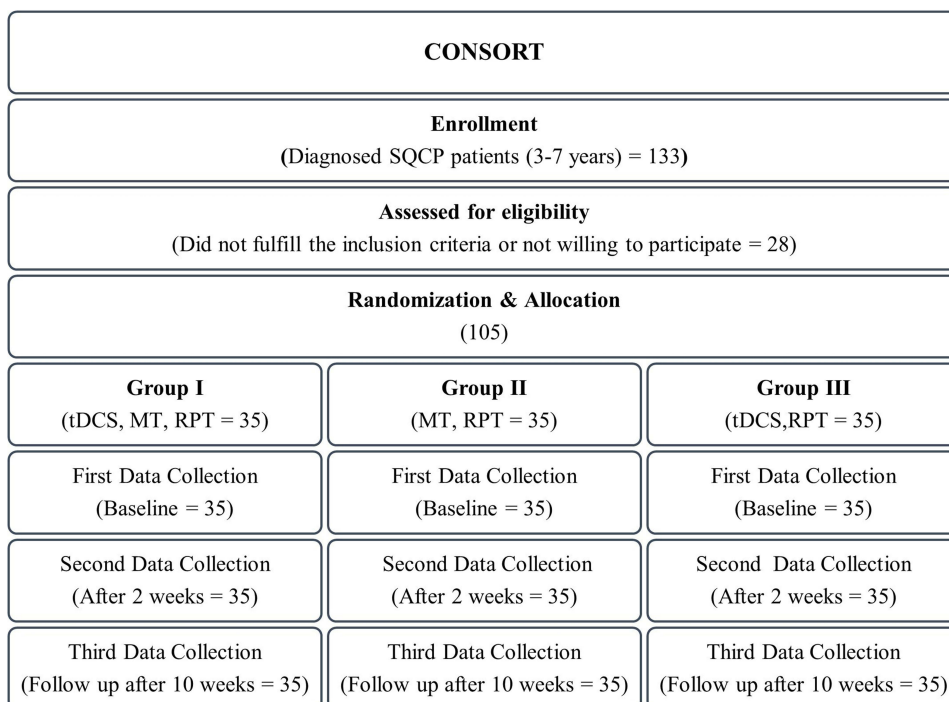 CONSORT
Enrollment
(Diagnosed SQCP patients (3-7 years) = 133)
Assessed for eligibility
(Did not fulfill the inclusion criteria or not willing to participate = 28)
Randomization & Allocation
(105)
Group I
(tDCS, MT, RPT = 35)
Group II
(MT, RPT = 35)
Group III
(tDCS,RPT = 35)
First Data Collection
(Baseline = 35)
First Data Collection
(Baseline = 35)
First Data Collection
(Baseline = 35)
Second Data Collection
(After 2 weeks = 35)
Second Data Collection
(After 2 weeks = 35)
Second  Data Collection
(After 2 weeks = 35)
Third Data Collection
(Follow up after 10 weeks = 35)
Third Data Collection
(Follow up after 10 weeks = 35)
Third Data Collection
(Follow up after 10 weeks = 35)